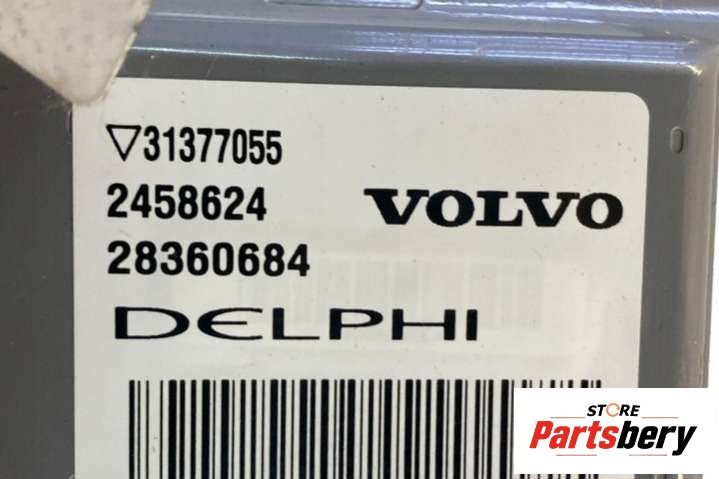 ▽31377055
2458624
VOLVO
28360684
DELPHI
STORE
Partsbery